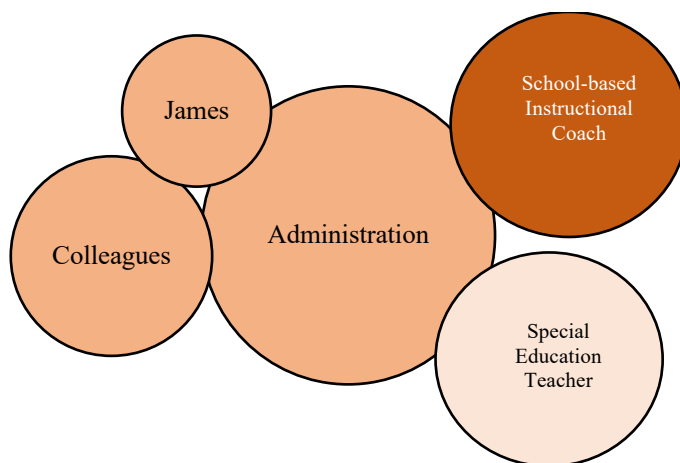 James
School-based
Instructional
Coach
Colleagues
Administration
Special
Education
Teacher